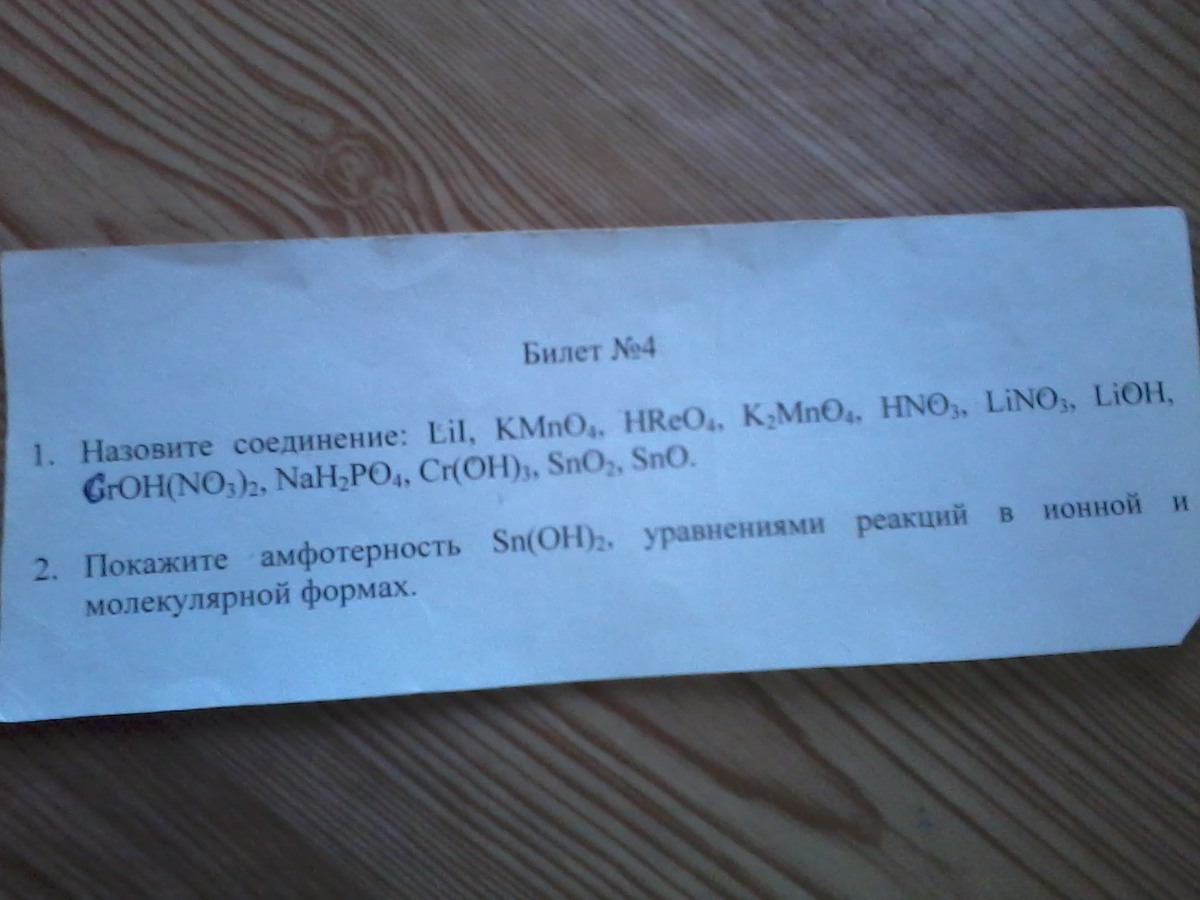 Билет №4
1. Назовите соединение: LiI, KMnO₄, HReO₄, K₂MnO₄, HNO₃, LiNO₃, LiOH,
CrOH(NO₃)₂, NaH₂PO₄, Cr(OH)₃, SnO₂, SnO.
2. Покажите амфотерность Sn(OH)₂, уравнениями реакций в ионной и
молекулярной формах.